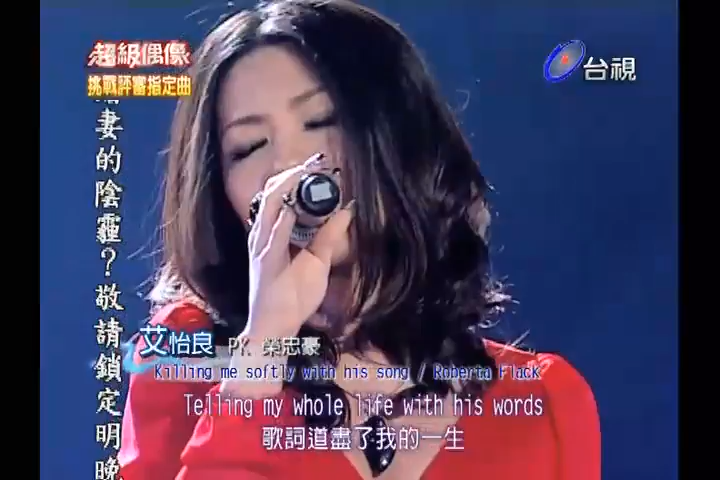 超級偶像
挑戰評審指定曲
台視
妻的陰霾？敬請鎖定明晚
艾怡良 PK 榮忠豪
Killing me softly with his song / Roberta Flack
Telling my whole life with his words
歌詞道盡了我的一生